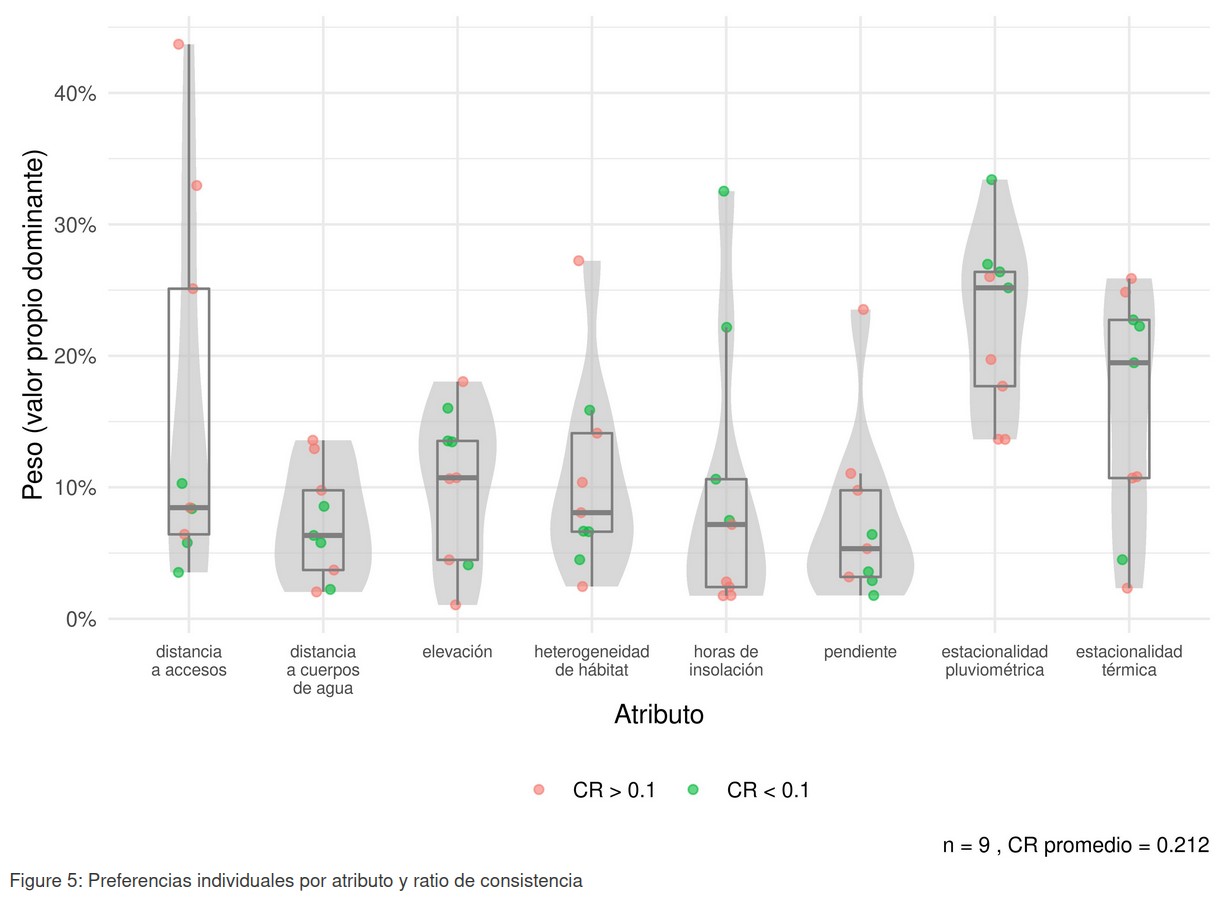 Peso (valor propio dominante)
40%
30%
20%
10%
0%
distancia
a accesos
distancia
a cuerpos
de agua
elevación
heterogeneidad
de hábitat
horas de
insolación
pendiente
estacionalidad
pluviométrica
estacionalidad
térmica
Atributo
CR > 0.1
CR < 0.1
n = 9 , CR promedio = 0.212
Figure 5: Preferencias individuales por atributo y ratio de consistencia